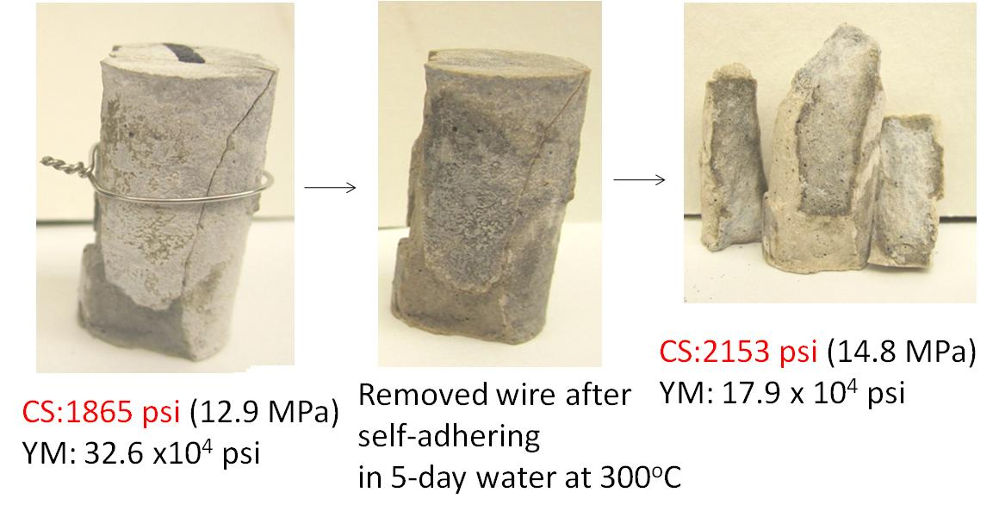 CS:1865 psi (12.9 MPa)
YM: 32.6 x10⁴ psi
Removed wire after
self-adhering
in 5-day water at 300⁰C
CS:2153 psi (14.8 MPa)
YM: 17.9 x 10⁴ psi